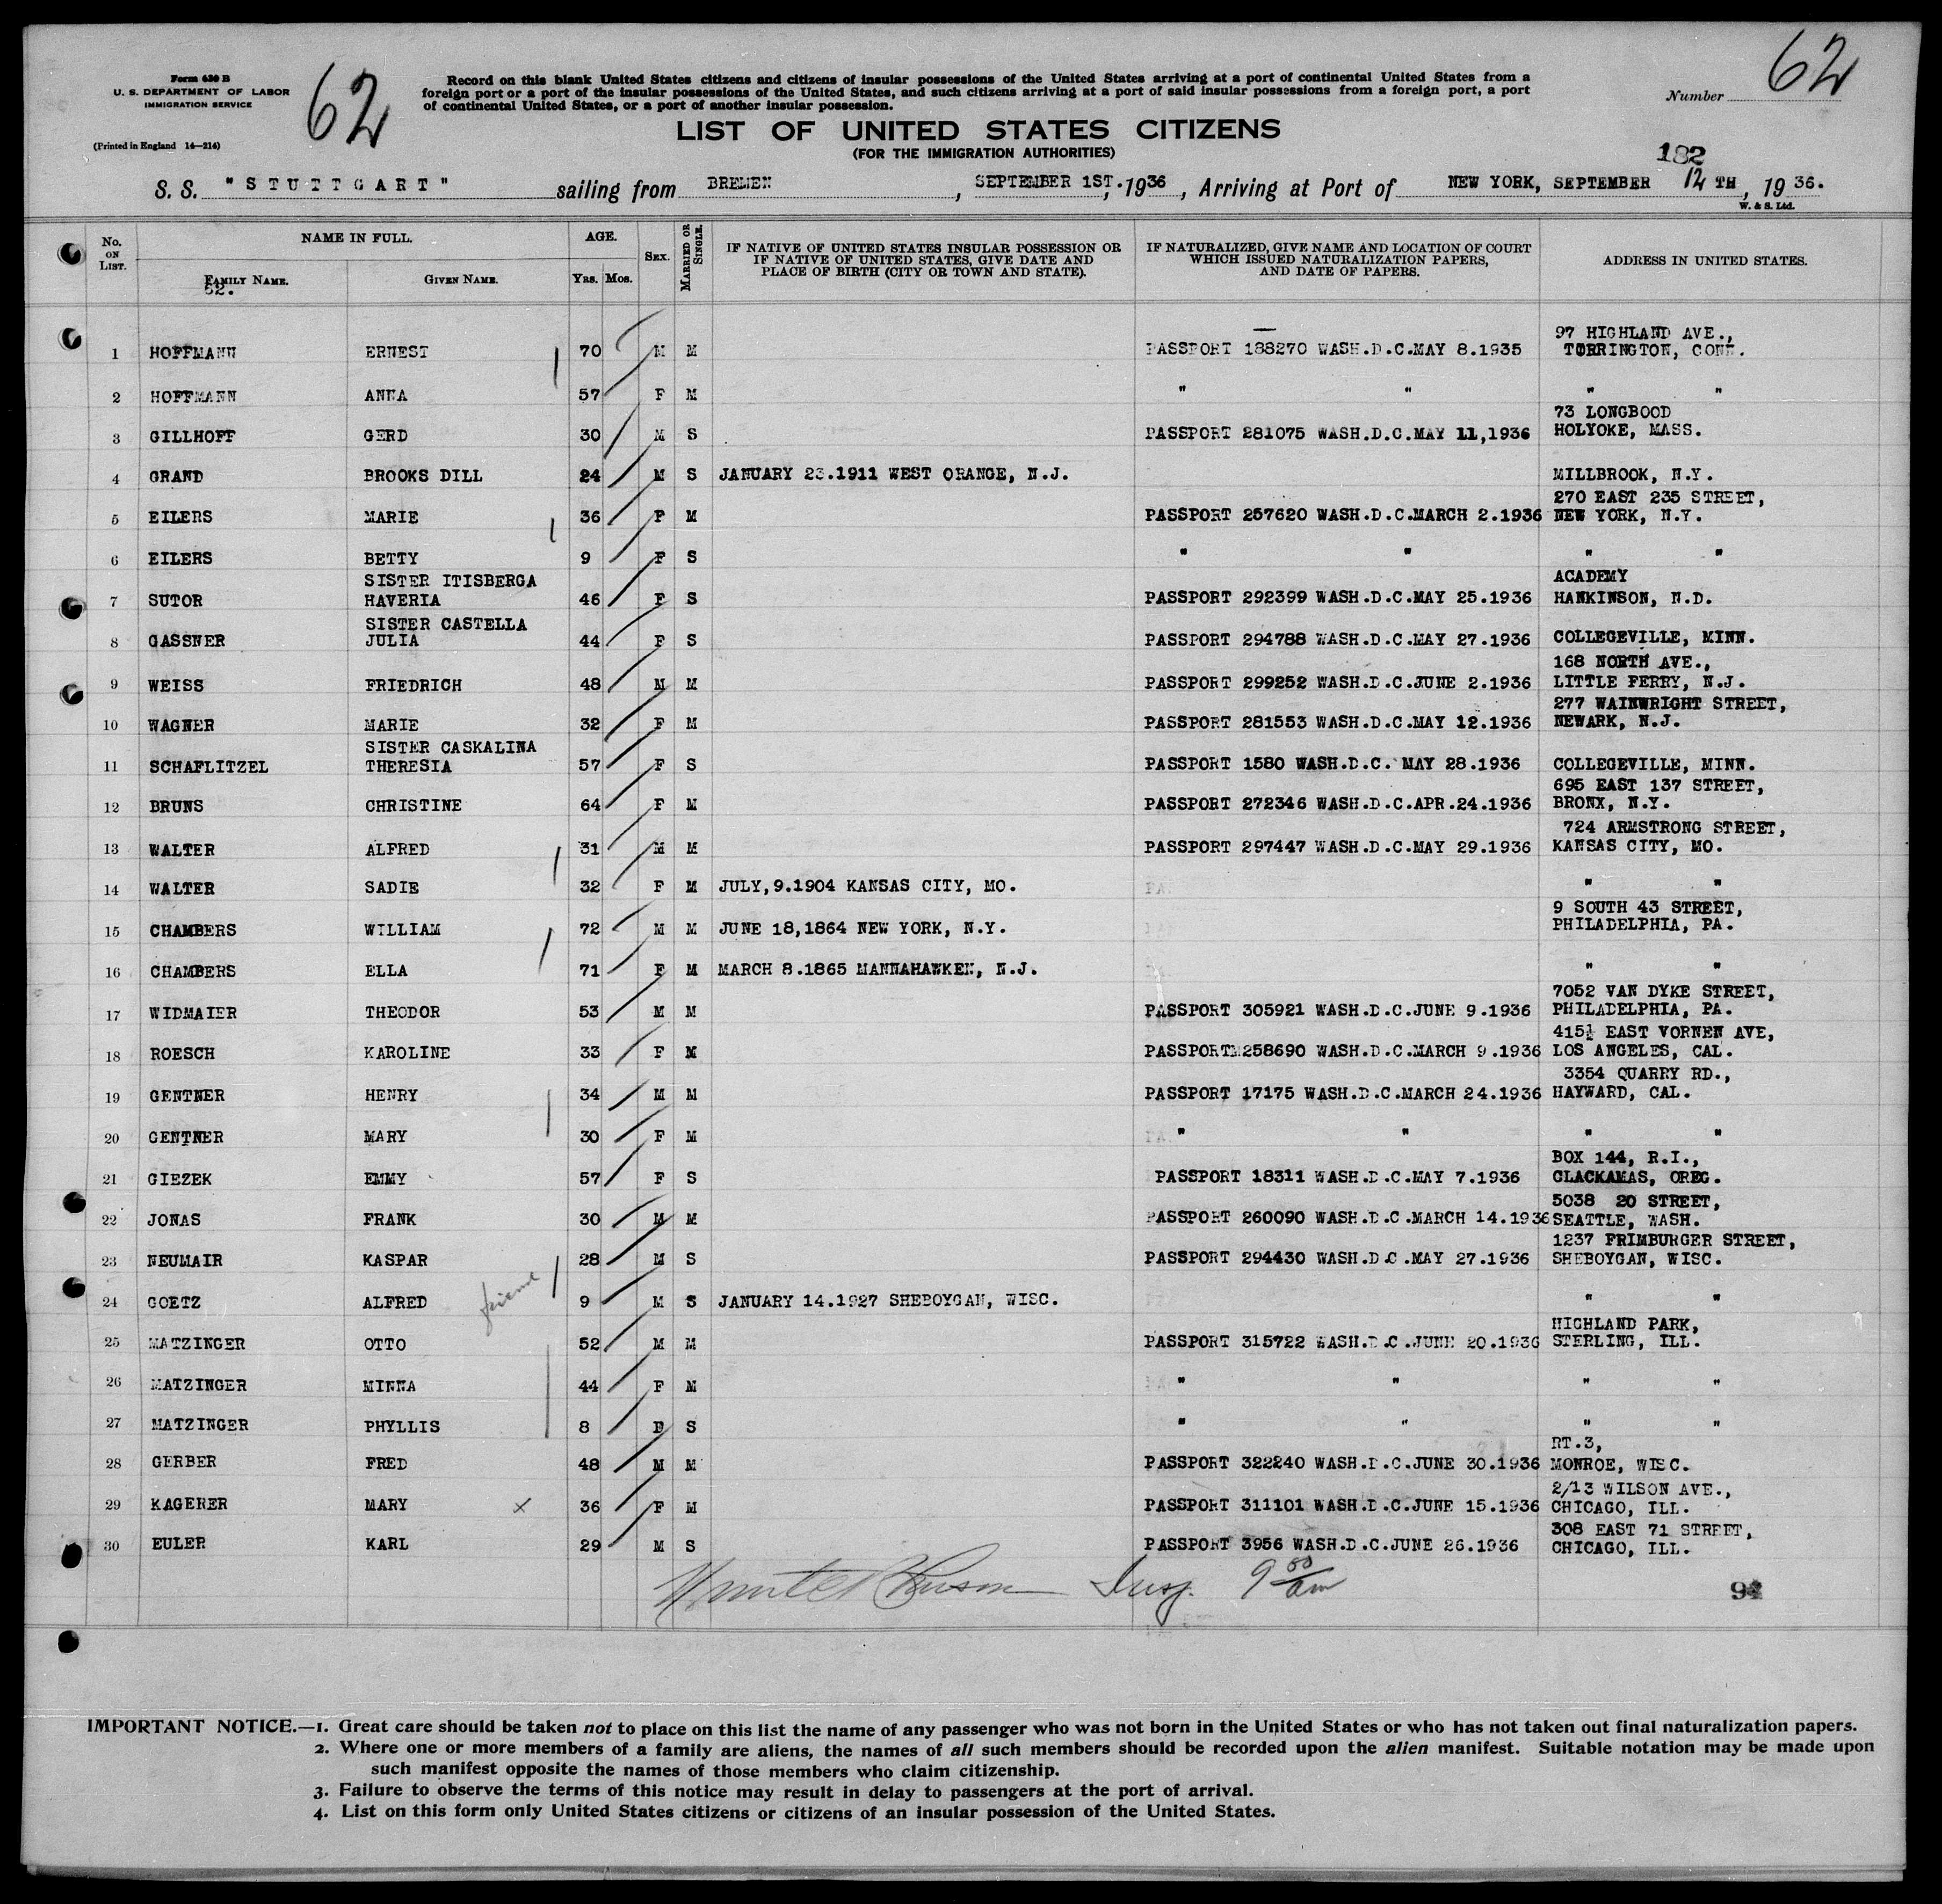 Form 630 B
U. S. DEPARTMENT OF LABOR
IMMIGRATION SERVICE
(Printed in England 14—214)
62
Record on this blank United States citizens and citizens of insular possessions of the United States arriving at a port of continental United States from a
foreign port or a port of the insular possessions of the United States, and such citizens arriving at a port of said insular possessions from a foreign port, a port
of continental United States, or a port of another insular possession.
Number 62
LIST OF UNITED STATES CITIZENS
(FOR THE IMMIGRATION AUTHORITIES)
182
S. S. "STUTTGART" sailing from BREMEN, SEPTEMBER 1ST, 1936, Arriving at Port of NEW YORK, SEPTEMBER 12 TH, 1936.
W. & S. Ltd.
No. ON LIST. NAME IN FULL. AGE. SEX. MARRIED OR SINGLE. IF NATIVE OF UNITED STATES INSULAR POSSESSION OR IF NATIVE OF UNITED STATES, GIVE DATE AND PLACE OF BIRTH (CITY OR TOWN AND STATE). IF NATURALIZED, GIVE NAME AND LOCATION OF COURT WHICH ISSUED NATURALIZATION PAPERS, AND DATE OF PAPERS. ADDRESS IN UNITED STATES.
FAMILY NAME. GIVEN NAME. YRS. MOS.
62.
97 HIGHLAND AVE.,
1 HOFFMANN ERNEST 70 M M PASSPORT 188270 WASH.D.C.MAY 8.1935 TORRINGTON, CONN.
2 HOFFMANN ANNA 57 F M " " " "
73 LONGBOOD
3 GILLHOFF GERD 30 M S PASSPORT 281075 WASH.D.C.MAY 11,1936 HOLYOKE, MASS.
4 GRAND BROOKS DILL 24 M S JANUARY 23.1911 WEST ORANGE, N.J. MILLBROOK, N.Y.
270 EAST 235 STREET,
5 EILERS MARIE 36 F M PASSPORT 257620 WASH.D.C.MARCH 2.1936 NEW YORK, N.Y.
6 EILERS BETTY 9 F S " " " "
SISTER ITISBERGA ACADEMY
7 SUTOR HAVERIA 46 F S PASSPORT 292399 WASH.D.C.MAY 25.1936 HANKINSON, N.D.
SISTER CASTELLA
8 GASSNER JULIA 44 F S PASSPORT 294788 WASH.D.C.MAY 27.1936 COLLEGEVILLE, MINN.
168 NORTH AVE.,
9 WEISS FRIEDRICH 48 M M PASSPORT 299252 WASH.D.C.JUNE 2.1936 LITTLE FERRY, N.J.
277 WAINWRIGHT STREET,
10 WAGNER MARIE 32 F M PASSPORT 281553 WASH.D.C.MAY 12.1936 NEWARK, N.J.
SISTER CASKALINA
11 SCHAFLITZEL THERESIA 57 F S PASSPORT 1580 WASH.D.C. MAY 28.1936 COLLEGEVILLE, MINN.
695 EAST 137 STREET,
12 BRUNS CHRISTINE 64 F M PASSPORT 272346 WASH.D.C.APR.24.1936 BRONX, N.Y.
724 ARMSTRONG STREET,
13 WALTER ALFRED 31 M M PASSPORT 297447 WASH.D.C.MAY 29.1936 KANSAS CITY, MO.
14 WALTER SADIE 32 F M JULY,9.1904 KANSAS CITY, MO. " "
9 SOUTH 43 STREET,
15 CHAMBERS WILLIAM 72 M M JUNE 18,1864 NEW YORK, N.Y. PHILADELPHIA, PA.
16 CHAMBERS ELLA 71 F M MARCH 8.1865 MANNAHAWKEN, N.J. " "
7052 VAN DYKE STREET,
17 WIDMAIER THEODOR 53 M M PASSPORT 305921 WASH.D.C.JUNE 9.1936 PHILADELPHIA, PA.
415½ EAST VORNEN AVE,
18 ROESCH KAROLINE 33 F M PASSPORT 258690 WASH.D.C.MARCH 9.1936 LOS ANGELES, CAL.
3354 QUARRY RD.,
19 GENTNER HENRY 34 M M PASSPORT 17175 WASH.D.C.MARCH 24.1936 HAYWARD, CAL.
20 GENTNER MARY 30 F M " " " "
BOX 144, R.I.,
21 GIEZEK EMMY 57 F S PASSPORT 18311 WASH.D.C.MAY 7.1936 CLACKAMAS, OREG.
5038 20 STREET,
22 JONAS FRANK 30 M M PASSPORT 260090 WASH.D.C.MARCH 14.1936 SEATTLE, WASH.
1237 FRIMBURGER STREET,
23 NEUMAIR KASPAR 28 M S PASSPORT 294430 WASH.D.C.MAY 27.1936 SHEBOYGAN, WISC.
24 GOETZ ALFRED friend 9 M S JANUARY 14.1927 SHEBOYGAN, WISC. " "
HIGHLAND PARK,
25 MATZINGER OTTO 52 M M PASSPORT 315722 WASH.D.C.JUNE 20.1936 STERLING, ILL.
26 MATZINGER MINNA 44 F M " " " "
27 MATZINGER PHYLLIS 8 F S " " " "
RT.3,
28 GERBER FRED 48 M M PASSPORT 322240 WASH.D.C.JUNE 30.1936 MONROE, WISC.
2/13 WILSON AVE.,
29 KAGERER MARY x 36 F M PASSPORT 311101 WASH.D.C.JUNE 15.1936 CHICAGO, ILL.
308 EAST 71 STREET,
30 EULER KARL 29 M S PASSPORT 3956 WASH.D.C.JUNE 26.1936 CHICAGO, ILL.
Insp. 9 00 am
IMPORTANT NOTICE.—1. Great care should be taken not to place on this list the name of any passenger who was not born in the United States or who has not taken out final naturalization papers.
2. Where one or more members of a family are aliens, the names of all such members should be recorded upon the alien manifest. Suitable notation may be made upon
such manifest opposite the names of those members who claim citizenship.
3. Failure to observe the terms of this notice may result in delay to passengers at the port of arrival.
4. List on this form only United States citizens or citizens of an insular possession of the United States.